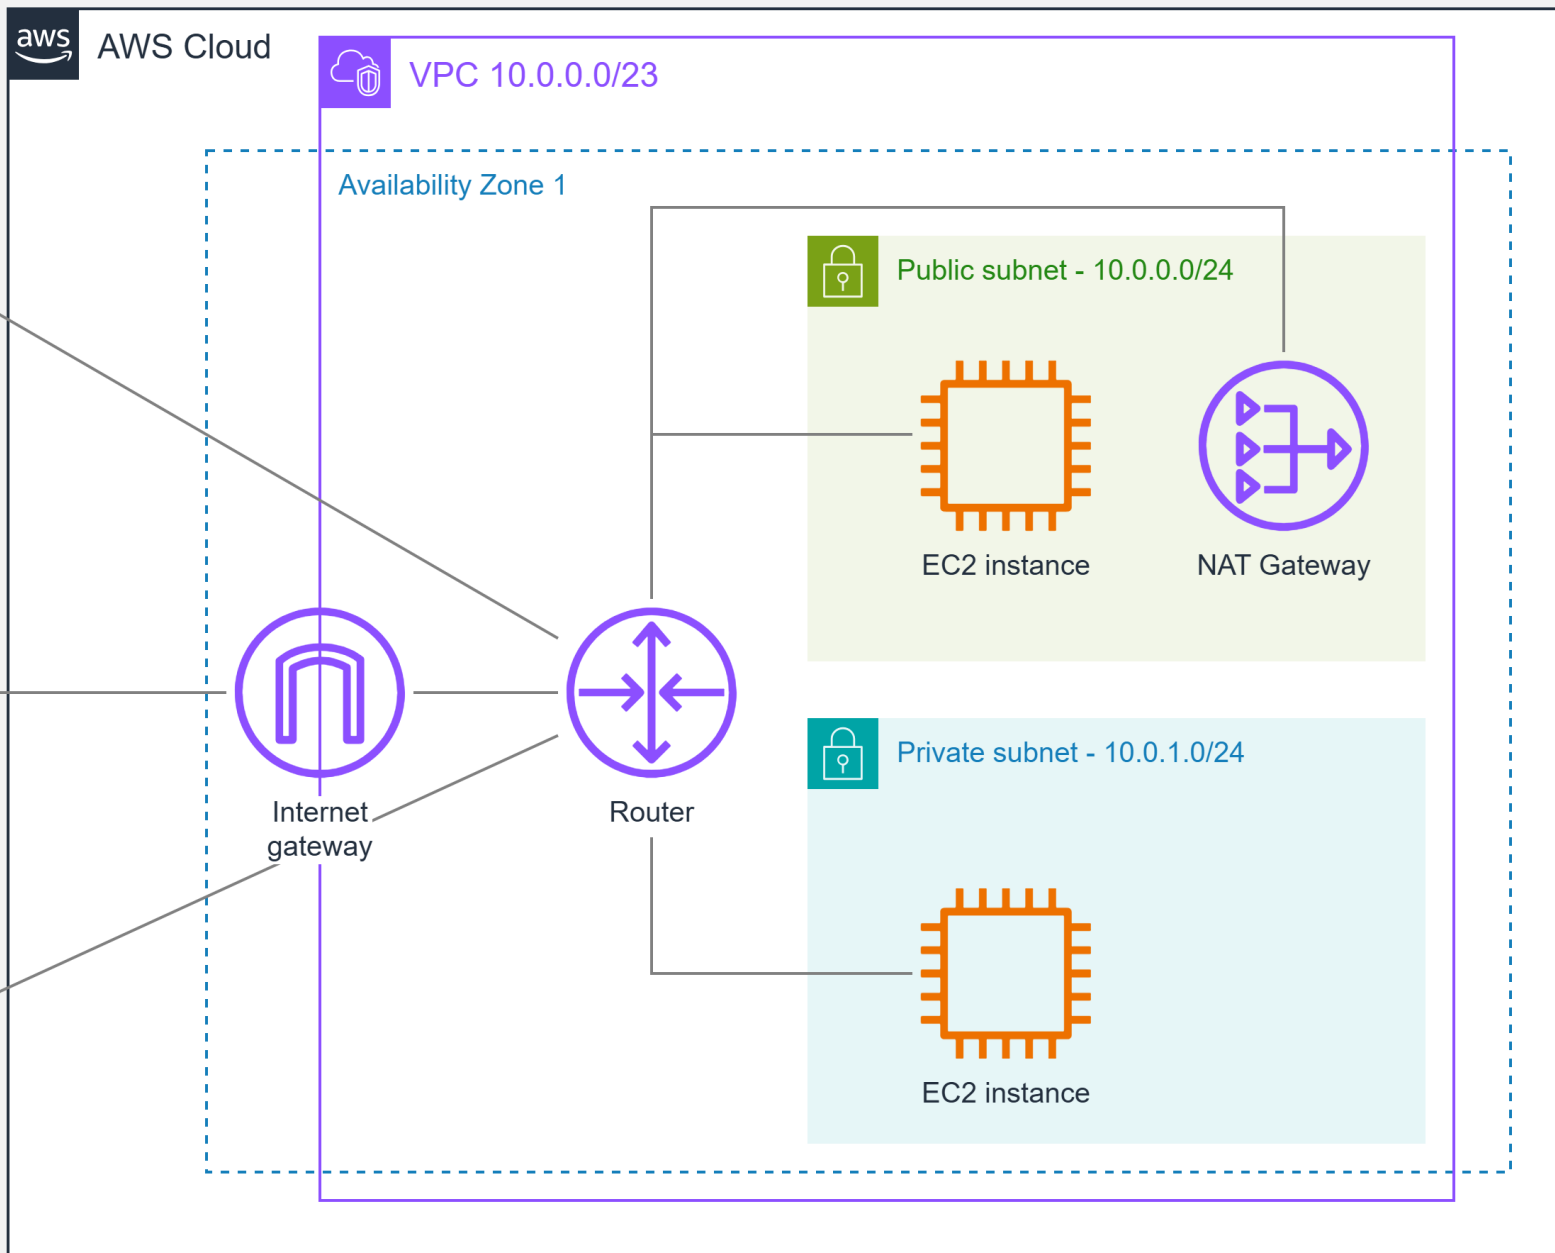 aws
AWS Cloud
VPC 10.0.0.0/23
Availability Zone 1
Public subnet - 10.0.0.0/24
EC2 instance
NAT Gateway
Internet
gateway
Router
Private subnet - 10.0.1.0/24
EC2 instance